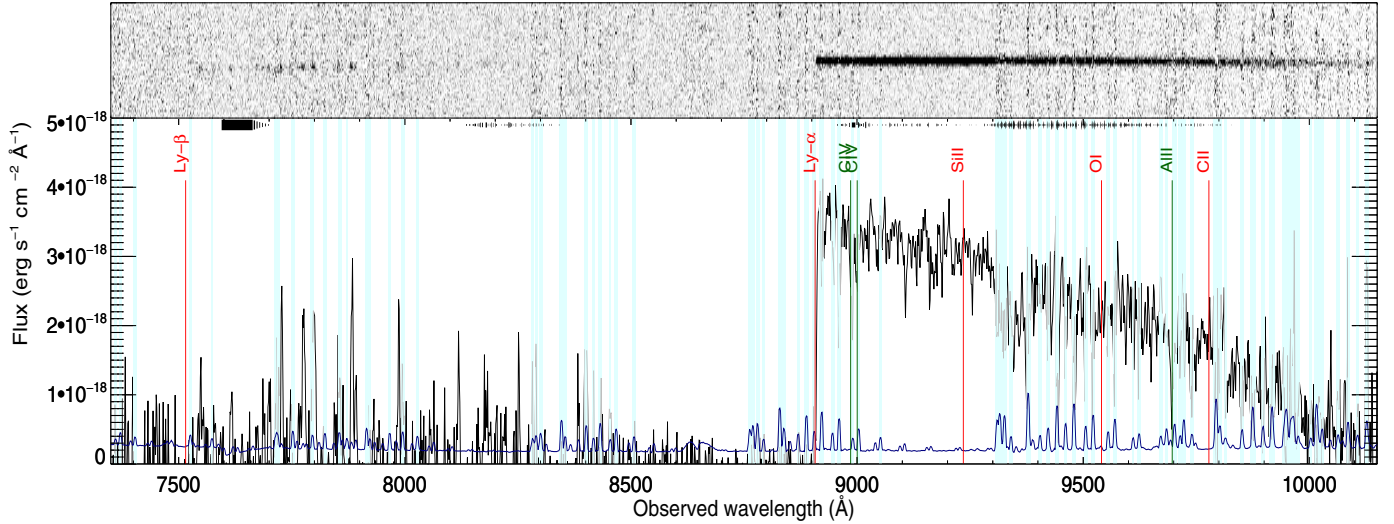 5•10⁻¹⁸
4•10⁻¹⁸
3•10⁻¹⁸
2•10⁻¹⁸
1•10⁻¹⁸
0
Flux (erg s⁻¹ cm⁻² Å⁻¹)
Ly-β
Ly-α
CIV
CIV
SiII
OI
AlII
CII
7500
8000
8500
9000
9500
10000
Observed wavelength (Å)